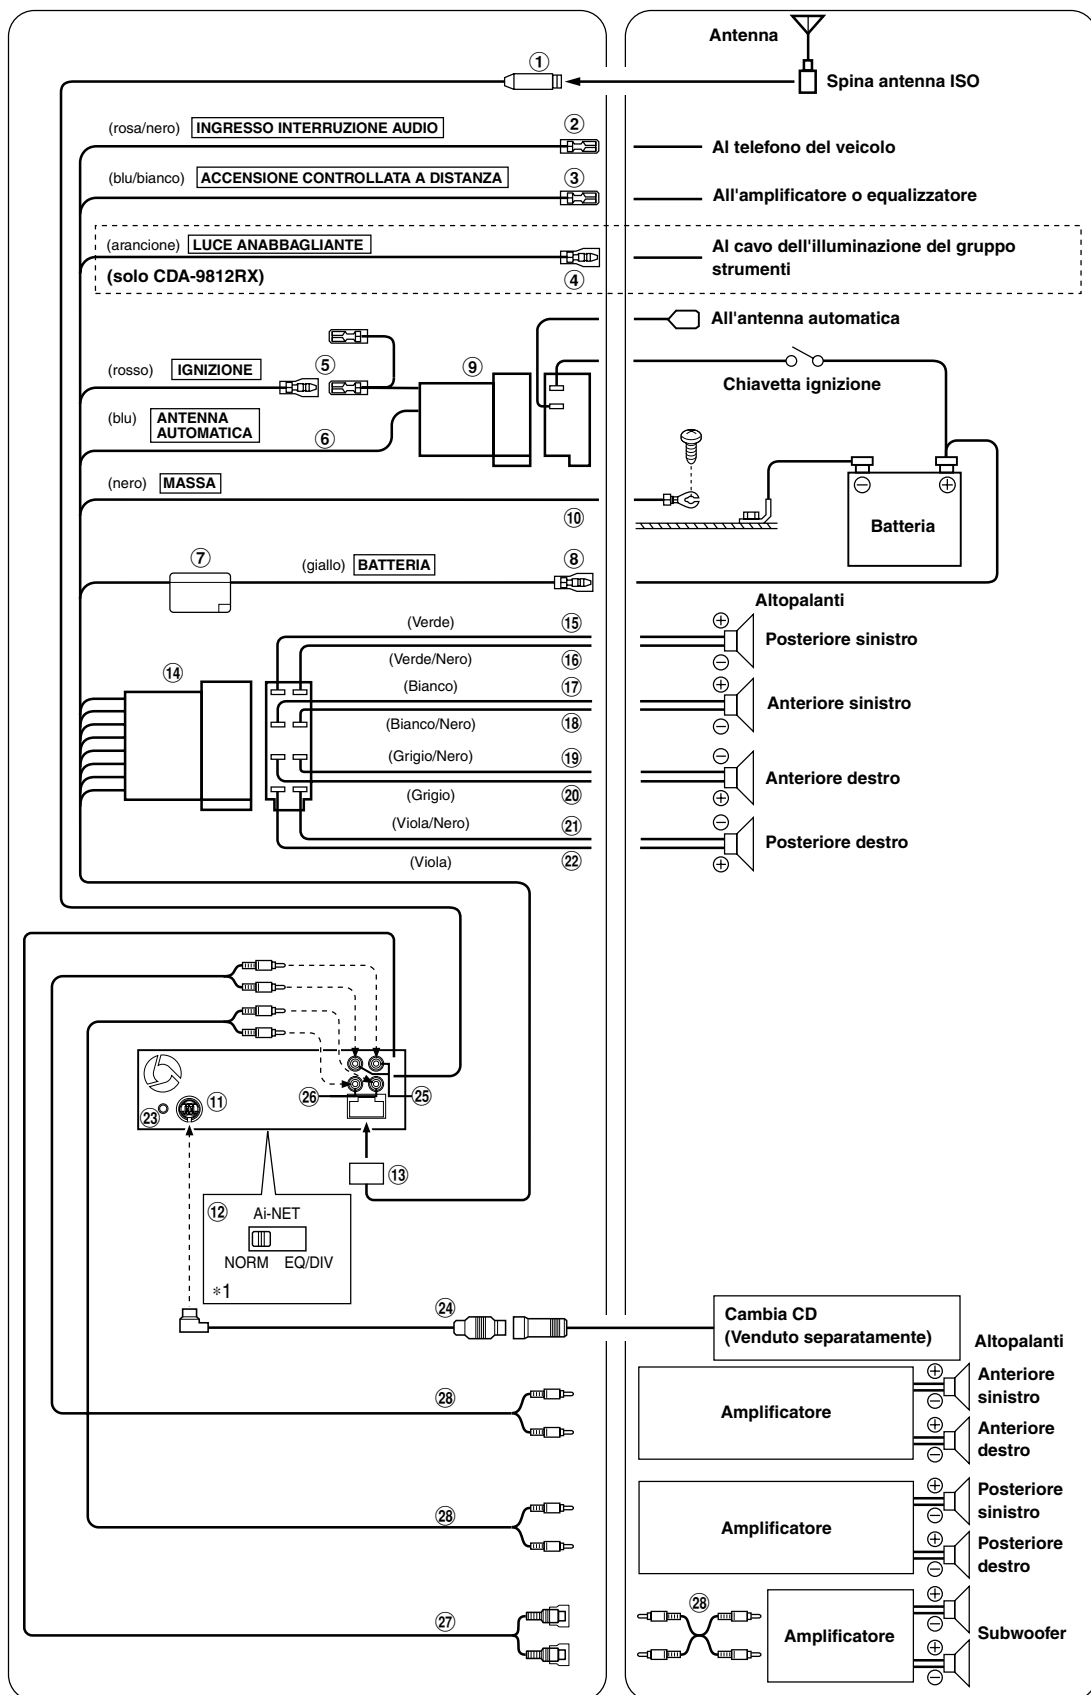 Antenna
①
Spina antenna ISO
(rosa/nero) INGRESSO INTERRUZIONE AUDIO ②
Al telefono del veicolo
(blu/bianco) ACCENSIONE CONTROLLATA A DISTANZA ③
All'amplificatore o equalizzatore
(arancione) LUCE ANABBAGLIANTE
(solo CDA-9812RX) ④
Al cavo dell'illuminazione del gruppo
strumenti
All'antenna automatica
(rosso) IGNIZIONE ⑤ ⑨
Chiavetta ignizione
(blu) ANTENNA
AUTOMATICA ⑥
(nero) MASSA ⑩
⊖ ⊕
Batteria
⑦ (giallo) BATTERIA ⑧
Altopalanti
(Verde) ⑮ ⊕
Posteriore sinistro
(Verde/Nero) ⑯ ⊖
⑭
(Bianco) ⑰ ⊕
Anteriore sinistro
(Bianco/Nero) ⑱ ⊖
(Grigio/Nero) ⑲ ⊖
Anteriore destro
(Grigio) ⑳ ⊕
(Viola/Nero) ㉑ ⊖
Posteriore destro
(Viola) ㉒ ⊕
㉓ ⑪ ㉖ ㉕
⑬
⑫ Ai-NET
NORM EQ/DIV
*1
㉔
Cambia CD
(Venduto separatamente)
Altopalanti
㉘
Amplificatore
⊕ Anteriore
⊖ sinistro
⊕ Anteriore
⊖ destro
㉘
Amplificatore
⊕ Posteriore
⊖ sinistro
⊕ Posteriore
⊖ destro
㉗
㉘
Amplificatore
⊕
⊖
Subwoofer
⊕
⊖